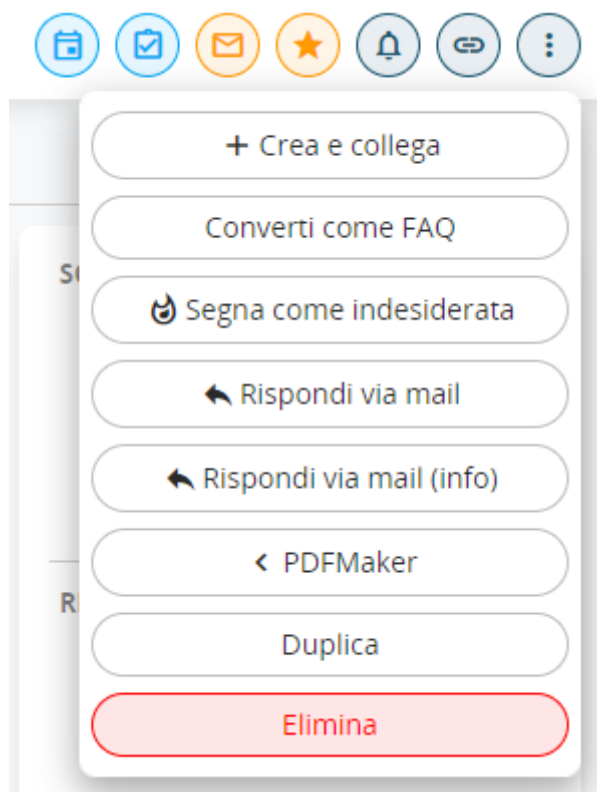 Crea e collega
Converti come FAQ
Segna come indesiderata
Rispondi via mail
Rispondi via mail (info)
PDFMaker
Duplica
Elimina